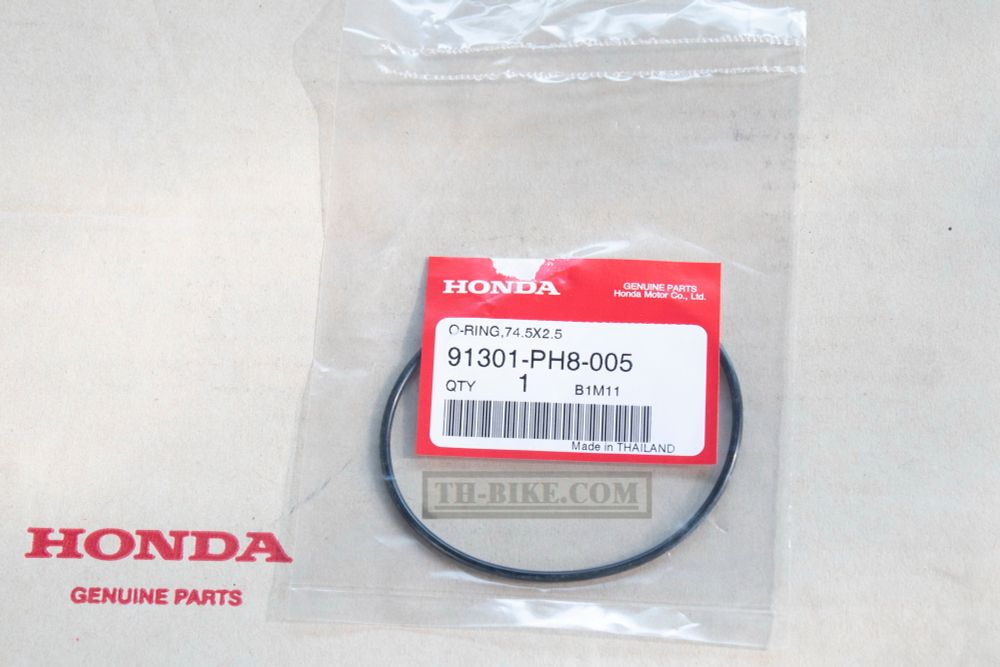 HONDA
GENUINE PARTS
Honda Motor Co., Ltd.
O-RING,74.5X2.5
91301-PH8-005
QTY 1 B1M11
Made in THAILAND
TH-BIKE.COM
HONDA
GENUINE PARTS